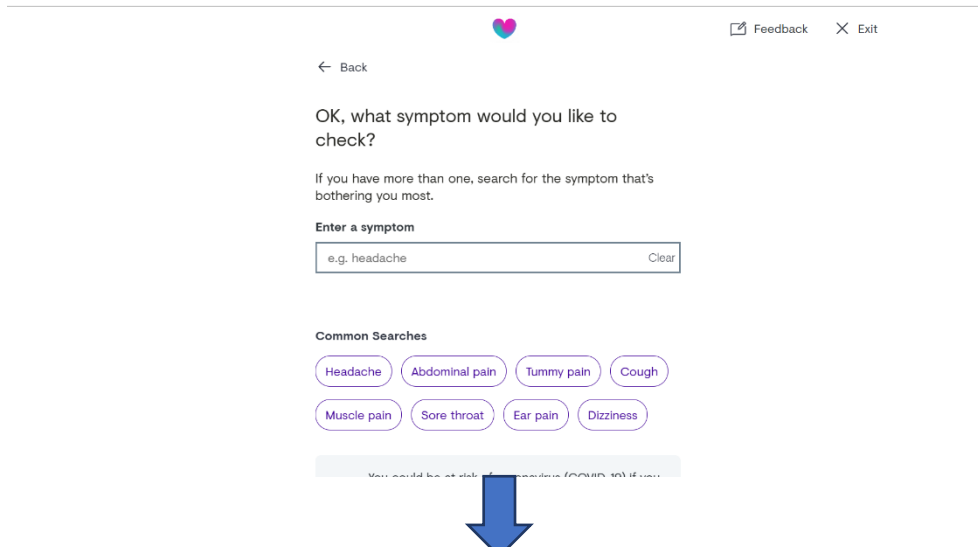 Feedback Exit
Back
OK, what symptom would you like to
check?
If you have more than one, search for the symptom that's
bothering you most.
Enter a symptom
e.g. headache Clear
Common Searches
Headache Abdominal pain Tummy pain Cough
Muscle pain Sore throat Ear pain Dizziness
You could be at risk (COVID-19) if you